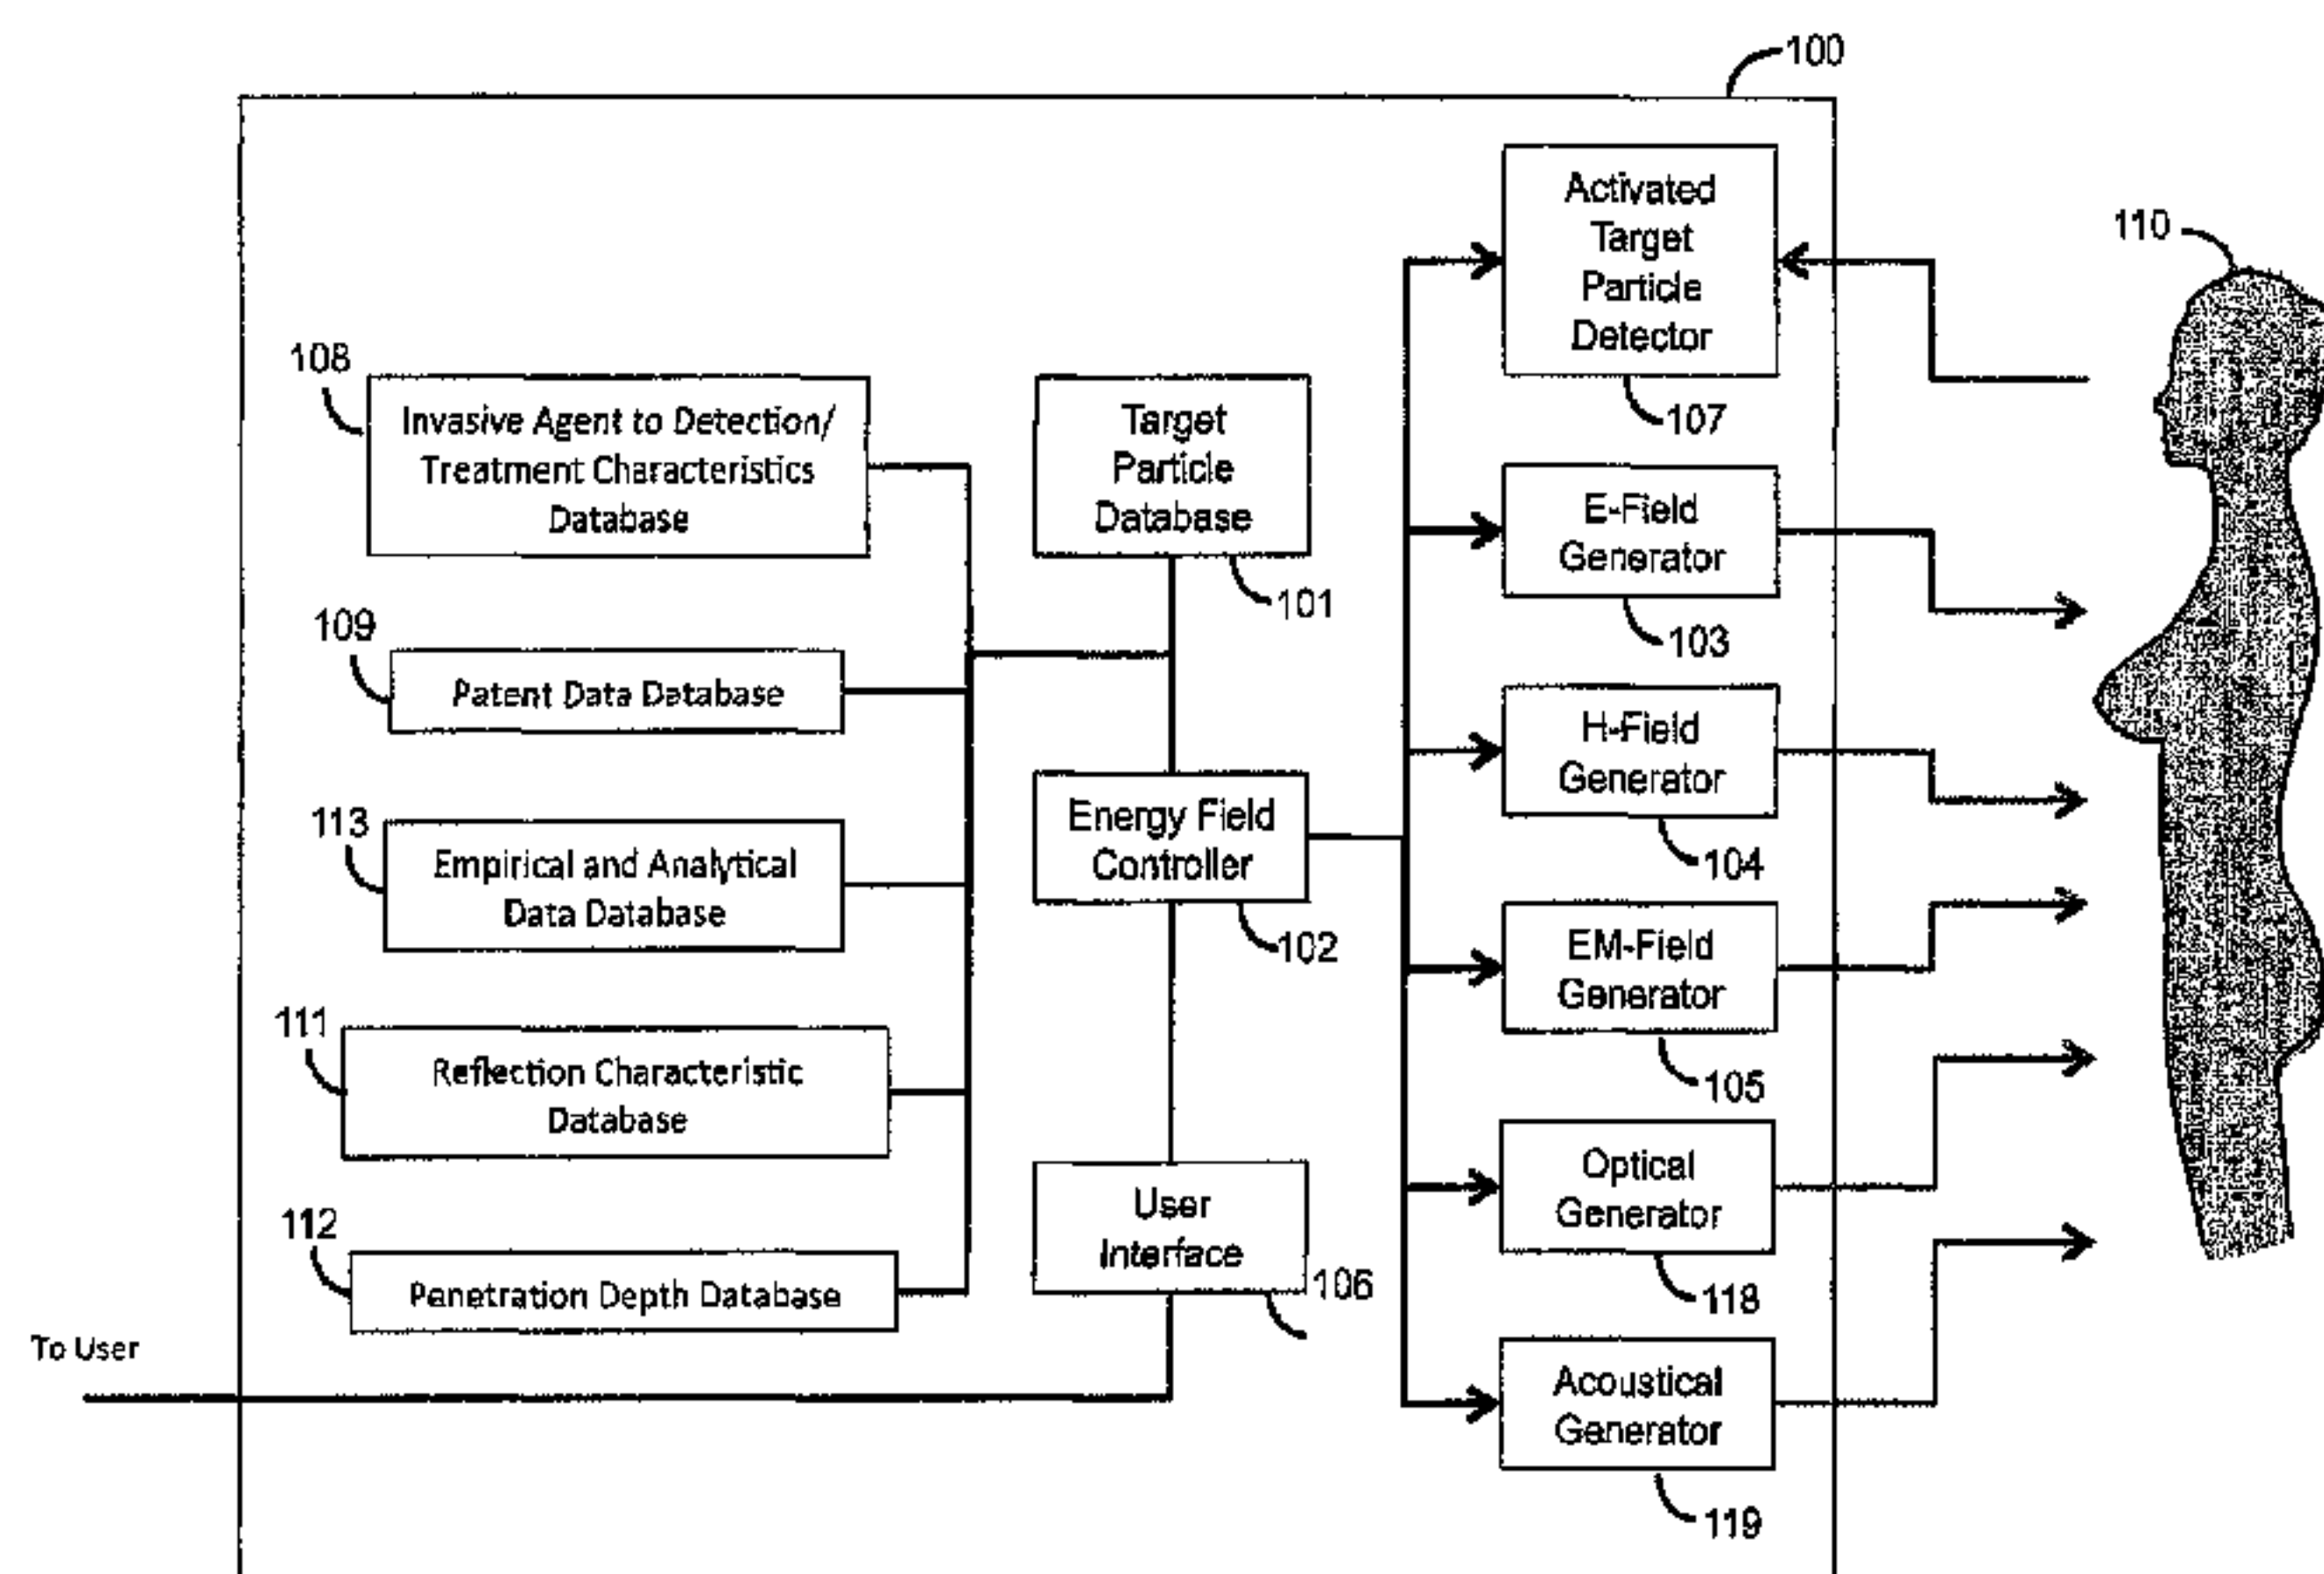 100
Activated
Target
Particle
Detector
107
110
108
Invasive Agent to Detection/
Treatment Characteristics
Database
Target
Particle
Database
101
E-Field
Generator
103
109
Patent Data Database
H-Field
Generator
104
113
Empirical and Analytical
Data Database
Energy Field
Controller
102
EM-Field
Generator
105
111
Reflection Characteristic
Database
Optical
Generator
118
112
Penetration Depth Database
User
Interface
106
To User
Acoustical
Generator
119